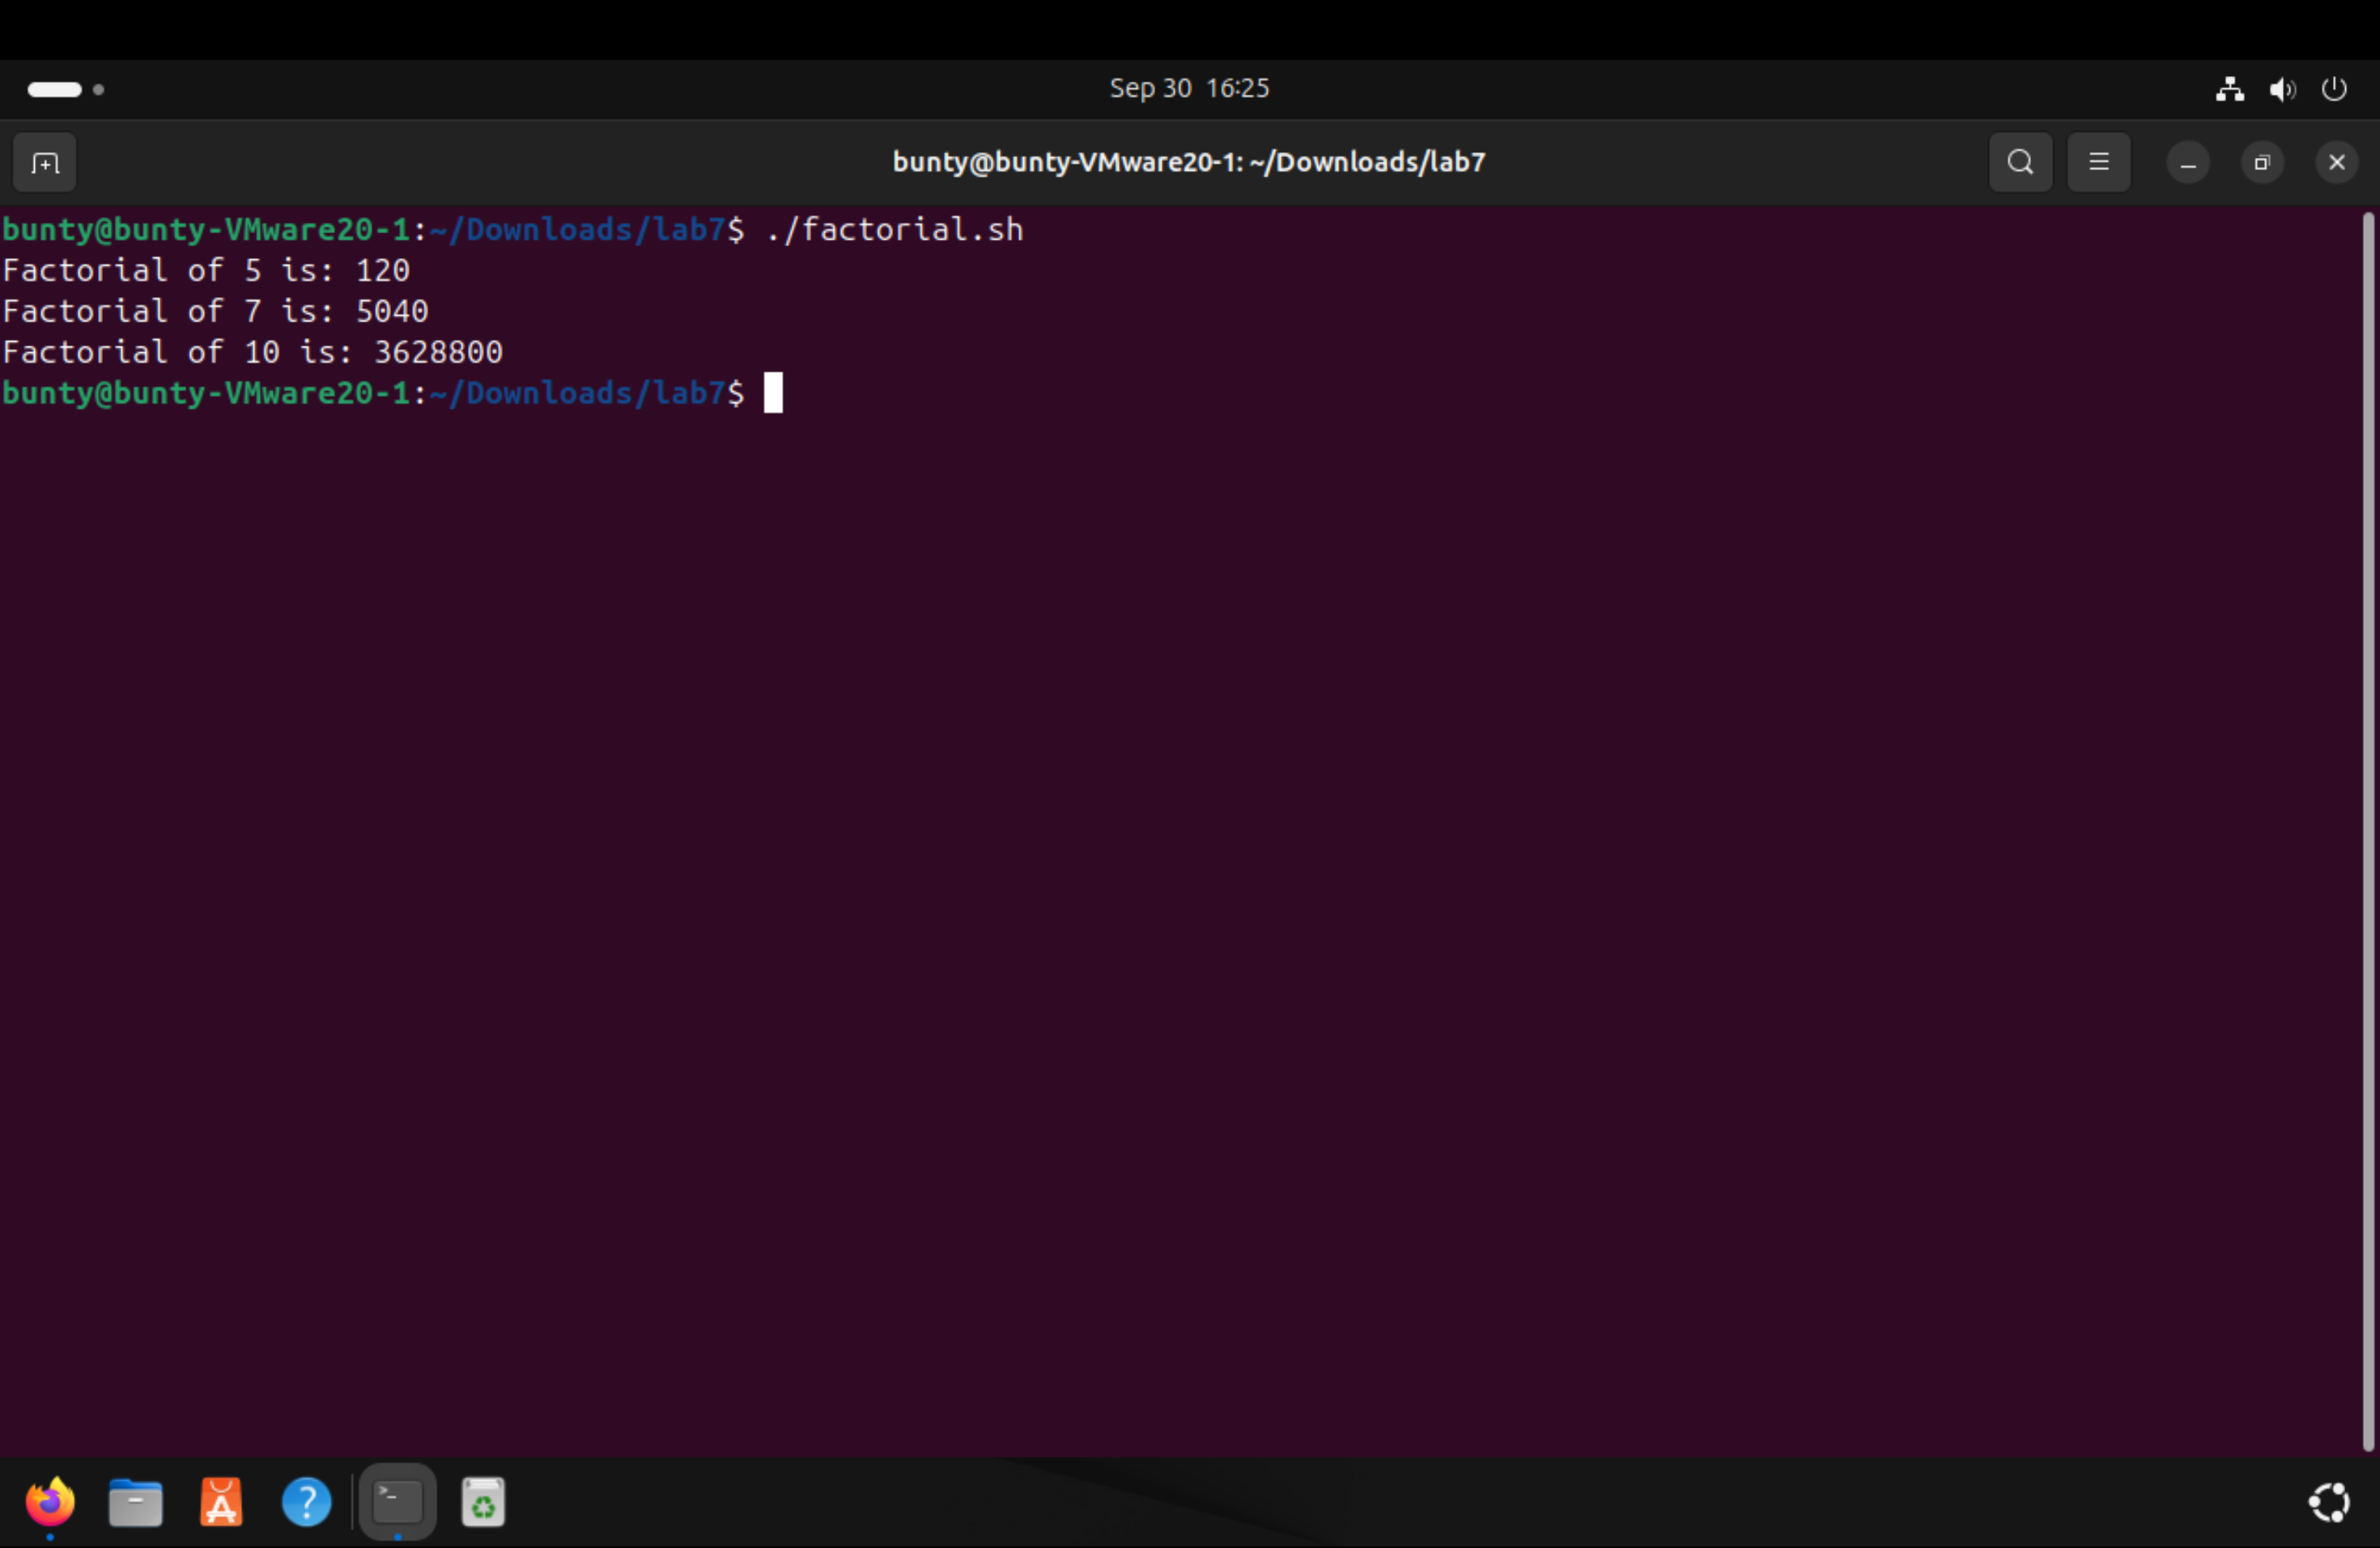 Sep 30 16:25
bunty@bunty-VMware20-1: ~/Downloads/lab7
bunty@bunty-VMware20-1:~/Downloads/lab7$ ./factorial.sh
Factorial of 5 is: 120
Factorial of 7 is: 5040
Factorial of 10 is: 3628800
bunty@bunty-VMware20-1:~/Downloads/lab7$